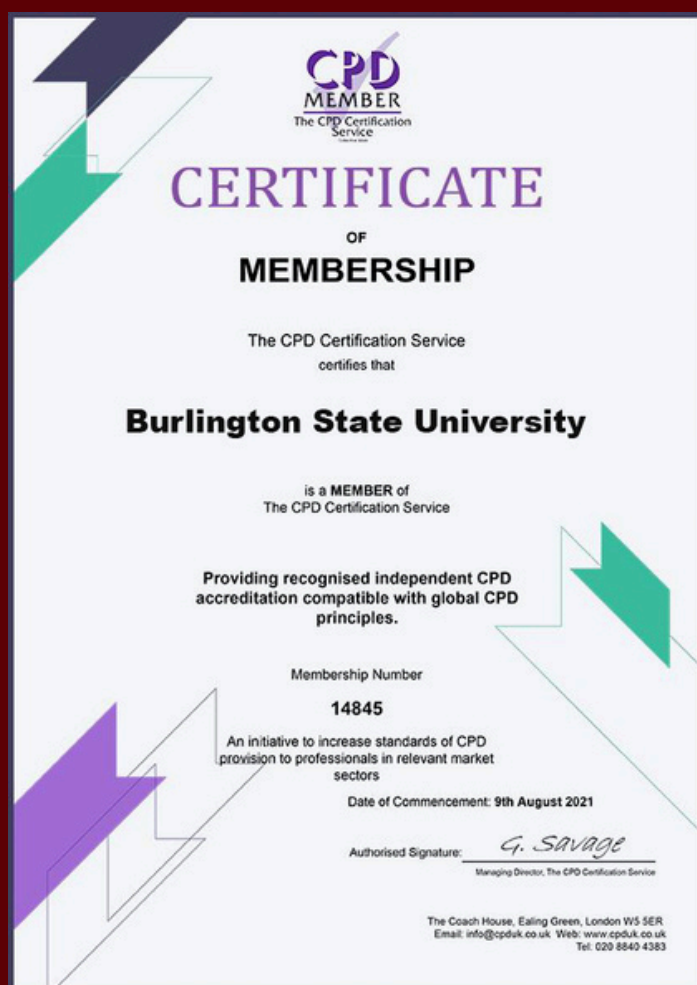 CPD
MEMBER
The CPD Certification
Service
CERTIFICATE
OF
MEMBERSHIP
The CPD Certification Service
certifies that
Burlington State University
is a MEMBER of
The CPD Certification Service
Providing recognised independent CPD
accreditation compatible with global CPD
principles.
Membership Number
14845
An initiative to increase standards of CPD
provision to professionals in relevant market
sectors
Date of Commencement: 9th August 2021
Authorised Signature: G. Savage
Managing Director, The CPD Certification Service
The Coach House, Ealing Green, London W5 5ER
Email: info@cpduk.co.uk Web: www.cpduk.co.uk
Tel: 020 8840 4383